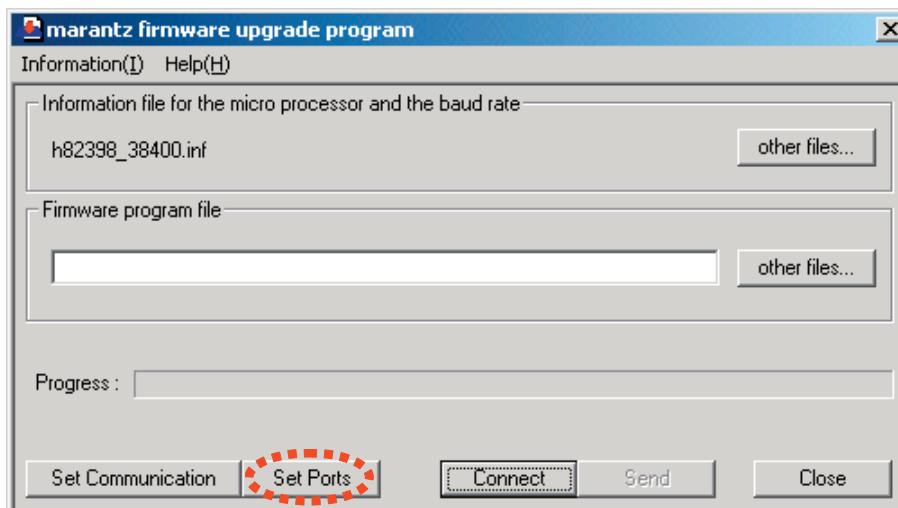 marantz firmware upgrade program
Information(I) Help(H)
Information file for the micro processor and the baud rate
h82398_38400.inf
other files...
Firmware program file
other files...
Progress :
Set Communication Set Ports Connect Send Close